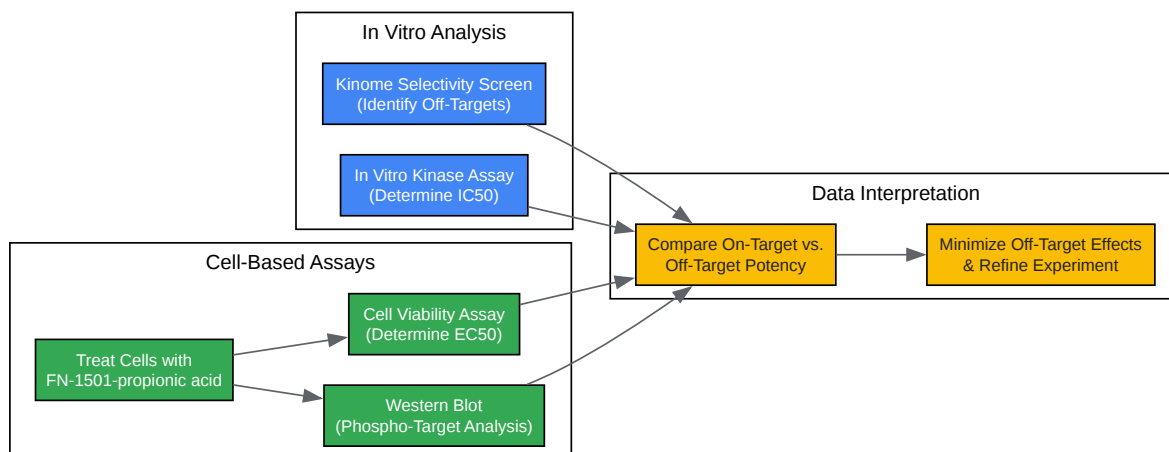 In Vitro Analysis
Kinome Selectivity Screen
(Identify Off-Targets)
In Vitro Kinase Assay
(Determine IC50)
Cell-Based Assays
Treat Cells with
FN-1501-propionic acid
Cell Viability Assay
(Determine EC50)
Western Blot
(Phospho-Target Analysis)
Data Interpretation
Compare On-Target vs.
Off-Target Potency
Minimize Off-Target Effects
& Refine Experiment